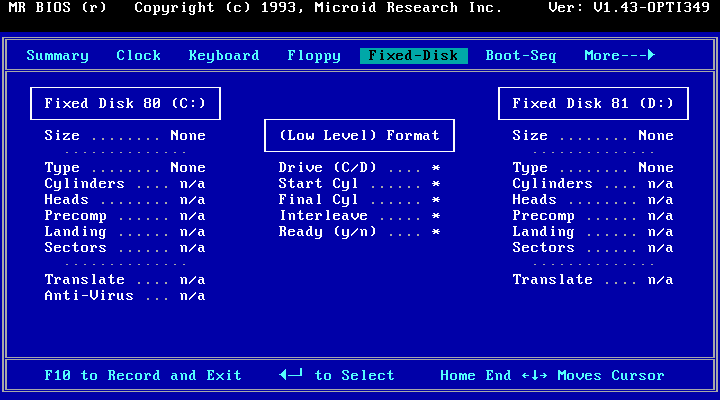 MR BIOS (r)   Copyright (c) 1993, Microid Research Inc.     Ver: V1.43-OPTI349
Summary   Clock   Keyboard   Floppy   Fixed-Disk   Boot-Seq   More---►
Fixed Disk 80 (C:)
Size ........ None
..............
Type ........ None
Cylinders .... n/a
Heads ........ n/a
Precomp ...... n/a
Landing ...... n/a
Sectors ...... n/a
..............
Translate .... n/a
Anti-Virus ... n/a
(Low Level) Format
Drive (C/D) .... *
Start Cyl ...... *
Final Cyl ...... *
Interleave ..... *
Ready (y/n) .... *
Fixed Disk 81 (D:)
Size ........ None
..............
Type ........ None
Cylinders .... n/a
Heads ........ n/a
Precomp ...... n/a
Landing ...... n/a
Sectors ...... n/a
..............
Translate .... n/a
F10 to Record and Exit    ◄─┘ to Select     Home End ←↓→ Moves Cursor